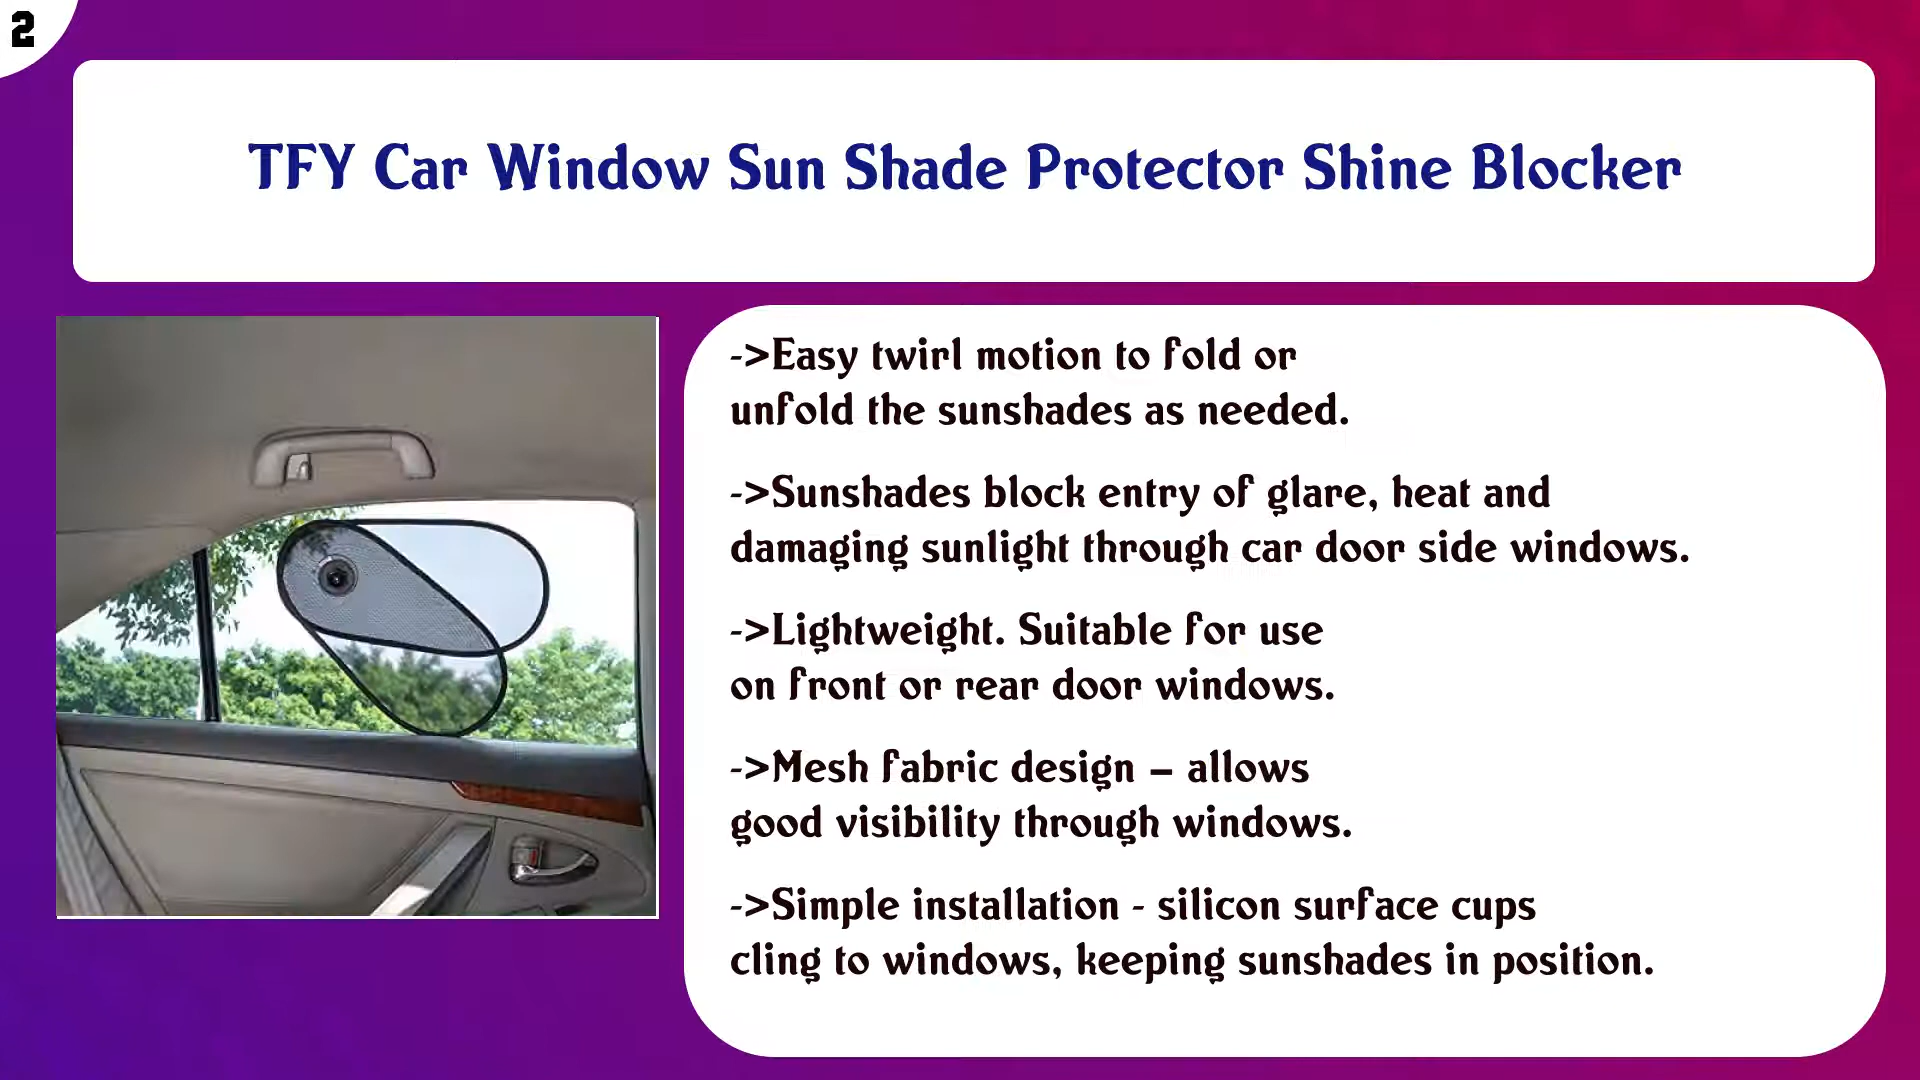 2
TFY Car Window Sun Shade Protector Shine Blocker
->Easy twirl motion to fold or
unfold the sunshades as needed.
->Sunshades block entry of glare, heat and
damaging sunlight through car door side windows.
->Lightweight. Suitable for use
on front or rear door windows.
->Mesh fabric design – allows
good visibility through windows.
->Simple installation - silicon surface cups
cling to windows, keeping sunshades in position.